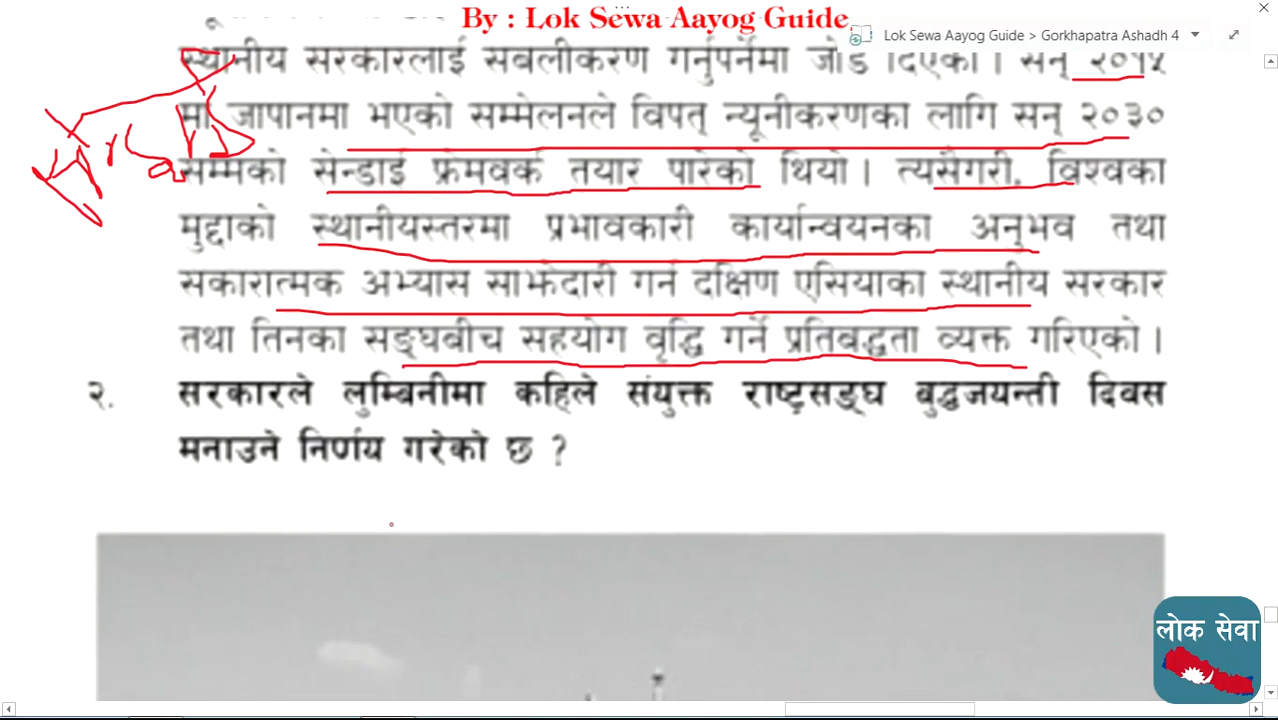 By : Lok Sewa Aayog Guide
Lok Sewa Aayog Guide > Gorkhapatra Ashadh 4
स्थानीय सरकारलाई सबलीकरण गर्नुपर्नेमा जोड दिएको । सन् २०१५
मा जापानमा भएको सम्मेलनले विपत् न्यूनीकरणका लागि सन् २०३०
सम्मको सेन्डाई फ्रेमवर्क तयार पारेको थियो । त्यसैगरी, विश्वका
मुद्दाको स्थानीयस्तरमा प्रभावकारी कार्यान्वयनका अनुभव तथा
सकारात्मक अभ्यास साझेदारी गर्न दक्षिण एसियाका स्थानीय सरकार
तथा तिनका सङ्घबीच सहयोग वृद्धि गर्ने प्रतिबद्धता व्यक्त गरिएको ।
२. सरकारले लुम्बिनीमा कहिले संयुक्त राष्ट्रसङ्घ बुद्धजयन्ती दिवस
मनाउने निर्णय गरेको छ ?
लोक सेवा